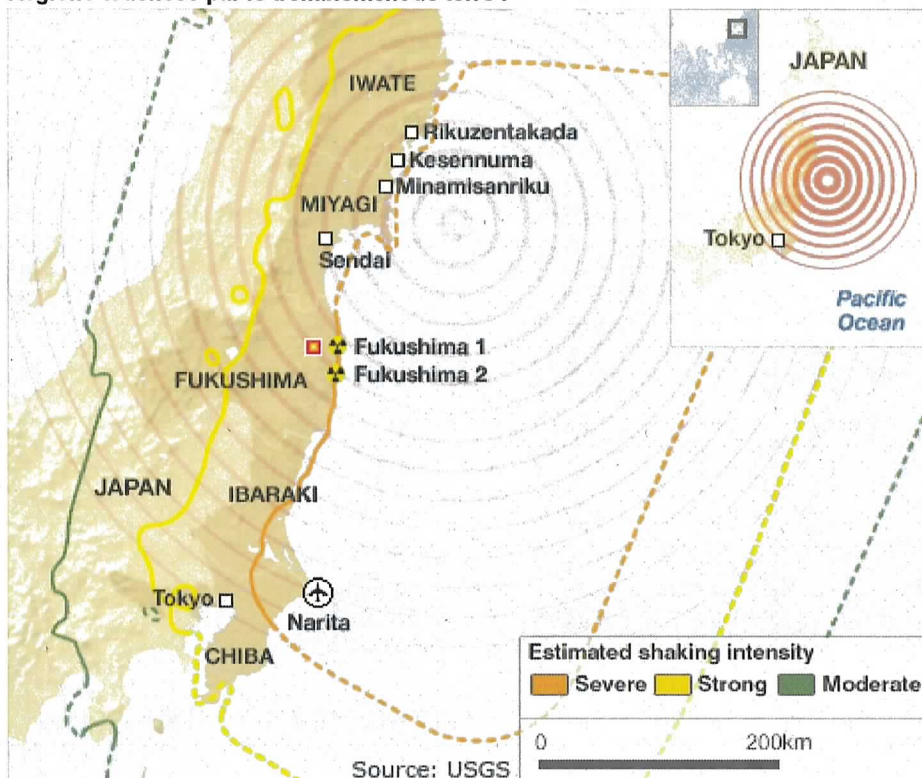 JAPAN
IWATE
Rikuzentakada
Kesennuma
Minamisanriku
MIYAGI
Sendai
Tokyo
Pacific
Ocean
Fukushima 1
Fukushima 2
FUKUSHIMA
JAPAN
IBARAKI
Tokyo
Narita
CHIBA
Estimated shaking intensity
Severe Strong Moderate
0 200km
Source: USGS